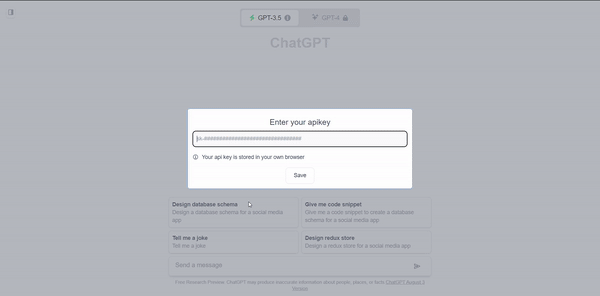 GPT-3.5
GPT-4
ChatGPT
Enter your apikey
sk-################################
Your api key is stored in your own browser
Save
Design database schema
Design a database schema for a social media
app
Give me code snippet
Give me a code snippet to create a database
schema for a social media app
Tell me a joke
Tell me a joke
Design redux store
Design a redux store for a social media app
Send a message
Free Research Preview. ChatGPT may produce inaccurate information about people, places, or facts
Version